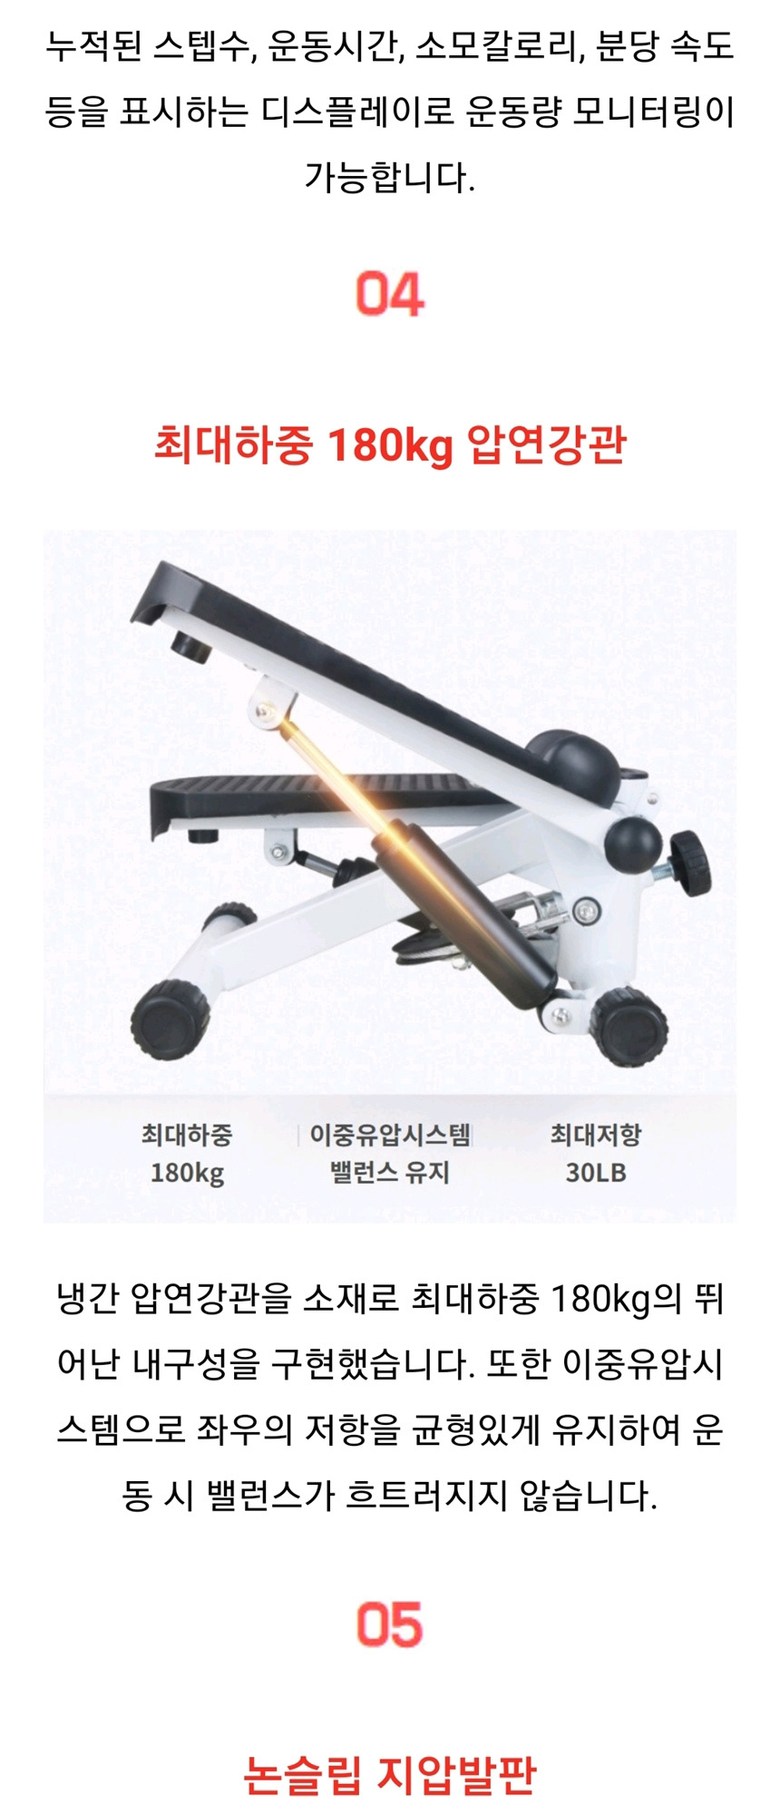 누적된 스텝수, 운동시간, 소모칼로리, 분당 속도
등을 표시하는 디스플레이로 운동량 모니터링이
가능합니다.
04
최대하중 180kg 압연강관
최대하중
180kg
이중유압시스템
밸런스 유지
최대저항
30LB
냉간 압연강관을 소재로 최대하중 180kg의 뛰
어난 내구성을 구현했습니다. 또한 이중유압시
스템으로 좌우의 저항을 균형있게 유지하여 운
동 시 밸런스가 흐트러지지 않습니다.
05
논슬립 지압발판